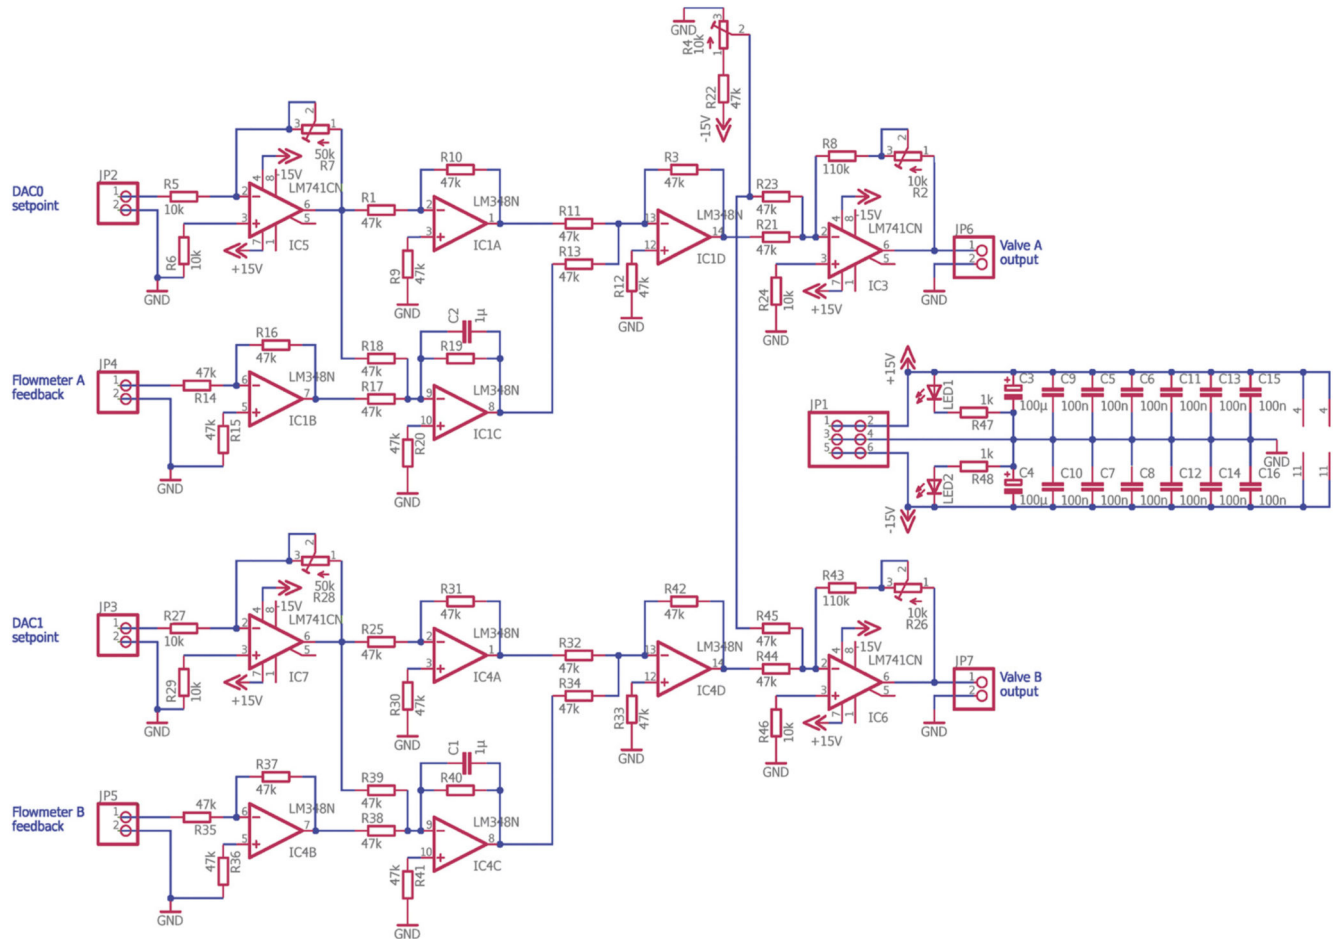 GND
R4
10k
3
2
1
R22
47k
-15V
DAC0
setpoint
JP2
1
2
R5
10k
R6
10k
GND
3
2
1
50k
R7
-15V
LM741CN
2
3
4
8
6
5
7
1
IC5
+15V
R1
47k
R10
47k
LM348N
2
3
1
IC1A
R9
47k
GND
R11
47k
R13
47k
R3
47k
LM348N
13
12
14
IC1D
R12
47k
GND
R23
47k
R21
47k
R8
110k
3
2
1
10k
R2
-15V
LM741CN
2
3
4
8
6
5
7
1
IC3
+15V
R24
10k
GND
JP6
1
2
GND
Valve A
output
Flowmeter A
feedback
JP4
1
2
47k
R14
R16
47k
LM348N
6
5
7
IC1B
47k
R15
GND
R18
47k
R17
47k
C2
1µ
R19
LM348N
9
10
8
IC1C
47k
R20
GND
JP1
1
2
3
4
5
6
+15V
-15V
LED1
1k
R47
LED2
1k
R48
C3
100µ
C9
100n
C5
100n
C6
100n
C11
100n
C13
100n
C15
100n
C4
100µ
C10
100n
C7
100n
C8
100n
C12
100n
C14
100n
C16
100n
GND
4
4
11
11
DAC1
setpoint
JP3
1
2
R27
10k
R29
10k
GND
3
2
1
50k
R28
-15V
LM741CN
2
3
4
8
6
5
7
1
IC7
+15V
R25
47k
R31
47k
LM348N
2
3
1
IC4A
R30
47k
GND
R32
47k
R34
47k
R42
47k
LM348N
13
12
14
IC4D
R33
47k
GND
R45
47k
R44
47k
R43
110k
3
2
1
10k
R26
-15V
LM741CN
2
3
4
8
6
5
7
1
IC6
+15V
R46
10k
GND
JP7
1
2
GND
Valve B
output
Flowmeter B
feedback
JP5
1
2
47k
R35
R37
47k
LM348N
6
5
7
IC4B
47k
R36
GND
R39
47k
R38
47k
C1
1µ
R40
LM348N
9
10
8
IC4C
47k
R41
GND